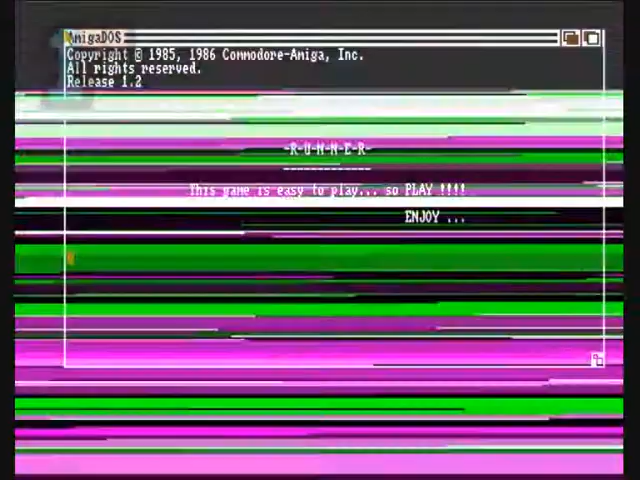 AmigaDOS
Copyright © 1985, 1986 Commodore-Amiga, Inc.
All rights reserved.
Release 1.2
-R-U-N-N-E-R-
-------------
This game is easy to play... so PLAY !!!!
ENJOY ...